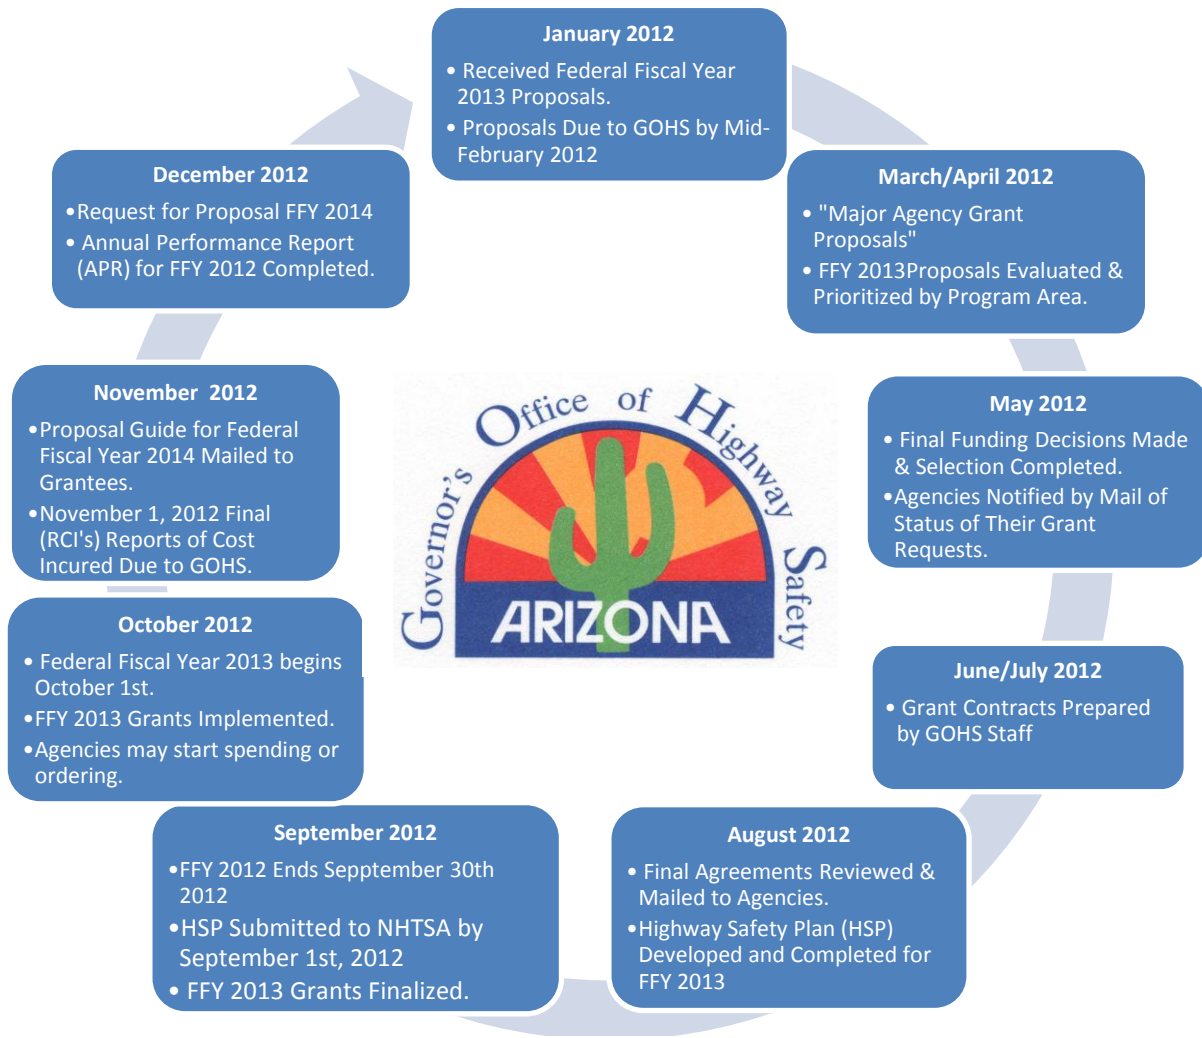 January 2012
• Received Federal Fiscal Year
2013 Proposals.
• Proposals Due to GOHS by Mid-
February 2012
March/April 2012
• "Major Agency Grant
Proposals"
• FFY 2013Proposals Evaluated &
Prioritized by Program Area.
May 2012
• Final Funding Decisions Made
& Selection Completed.
•Agencies Notified by Mail of
Status of Their Grant
Requests.
June/July 2012
• Grant Contracts Prepared
by GOHS Staff
August 2012
• Final Agreements Reviewed &
Mailed to Agencies.
•Highway Safety Plan (HSP)
Developed and Completed for
FFY 2013
September 2012
•FFY 2012 Ends Sepptember 30th
2012
•HSP Submitted to NHTSA by
September 1st, 2012
• FFY 2013 Grants Finalized.
October 2012
• Federal Fiscal Year 2013 begins
October 1st.
•FFY 2013 Grants Implemented.
•Agencies may start spending or
ordering.
November  2012
•Proposal Guide for Federal
Fiscal Year 2014 Mailed to
Grantees.
•November 1, 2012 Final
(RCI's) Reports of Cost
Incured Due to GOHS.
December 2012
•Request for Proposal FFY 2014
• Annual Performance Report
(APR) for FFY 2012 Completed.
Governor's Office of Highway Safety
ARIZONA